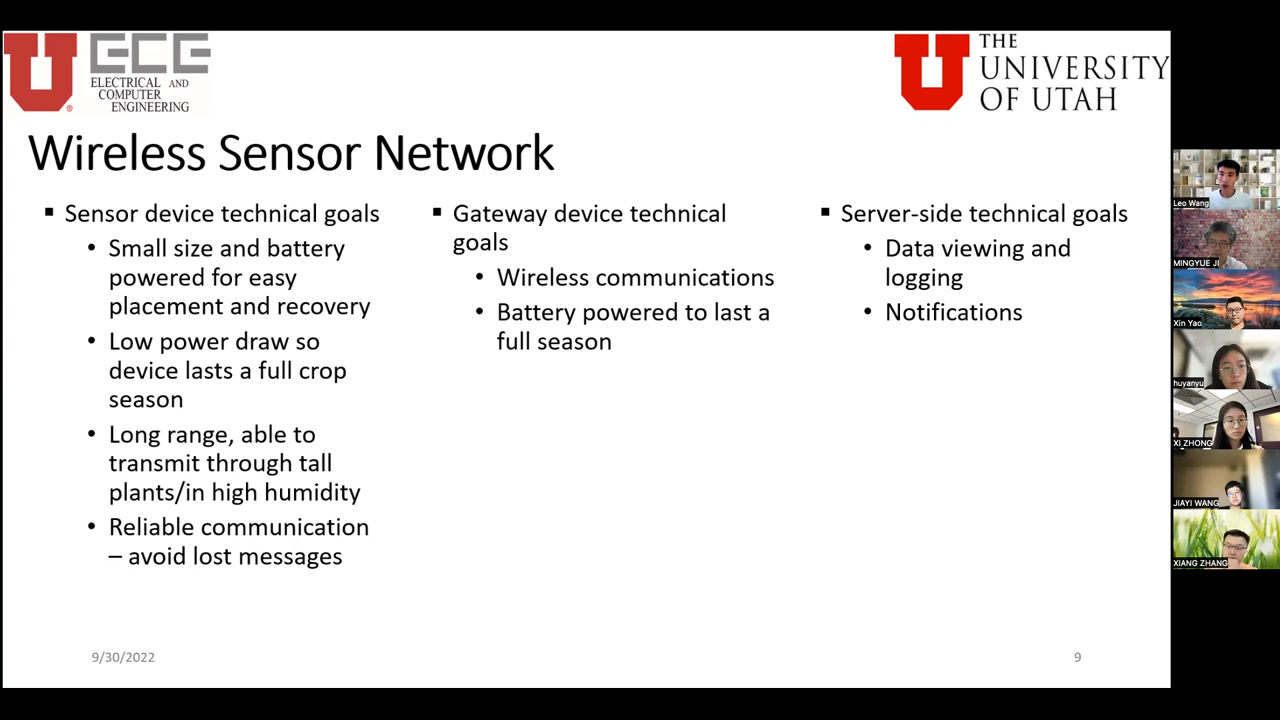 ECE
ELECTRICAL AND
COMPUTER
ENGINEERING
THE
UNIVERSITY
OF UTAH
Wireless Sensor Network
▪ Sensor device technical goals
• Small size and battery
powered for easy
placement and recovery
• Low power draw so
device lasts a full crop
season
• Long range, able to
transmit through tall
plants/in high humidity
• Reliable communication
– avoid lost messages
▪ Gateway device technical
goals
• Wireless communications
• Battery powered to last a
full season
▪ Server-side technical goals
• Data viewing and
logging
• Notifications
9/30/2022
9
Leo Wang
MINGYUE JI
Xin Yao
huyanyu
XI ZHONG
JIAYI WANG
XIANG ZHANG